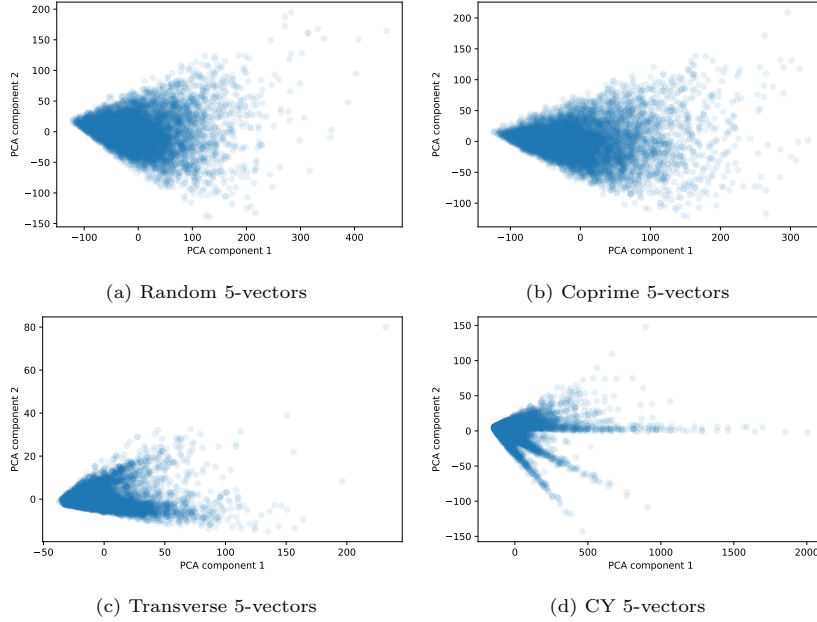 200
150
100
50
0
−50
−100
−150
PCA component 2
−100 0 100 200 300 400
PCA component 1
(a) Random 5-vectors
200
150
100
50
0
−50
−100
PCA component 2
−100 0 100 200 300
PCA component 1
(b) Coprime 5-vectors
80
60
40
20
0
PCA component 2
−50 0 50 100 150 200
PCA component 1
(c) Transverse 5-vectors
150
100
50
0
−50
−100
−150
PCA component 2
0 500 1000 1500 2000
PCA component 1
(d) CY 5-vectors